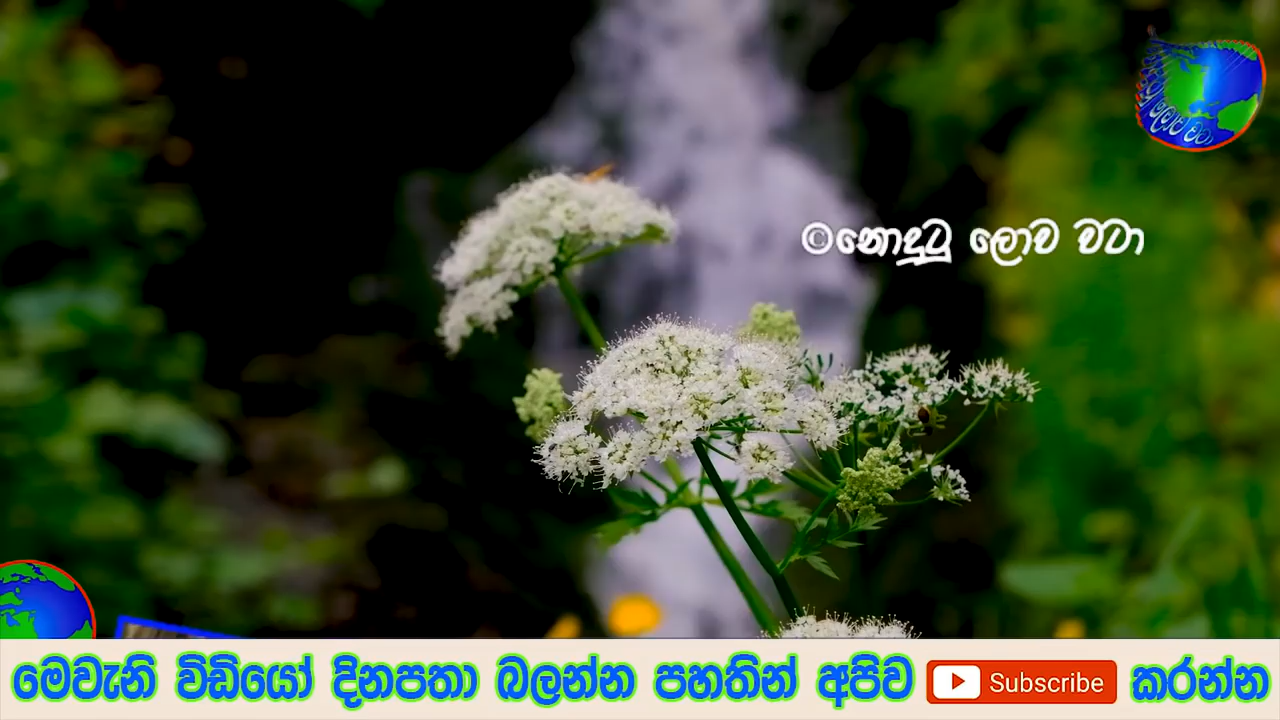 ©නොදුටු ලොව වටා
මෙවැනි විඩියෝ දිනපතා බලන්න පහතින් අපිව Subscribe කරන්න